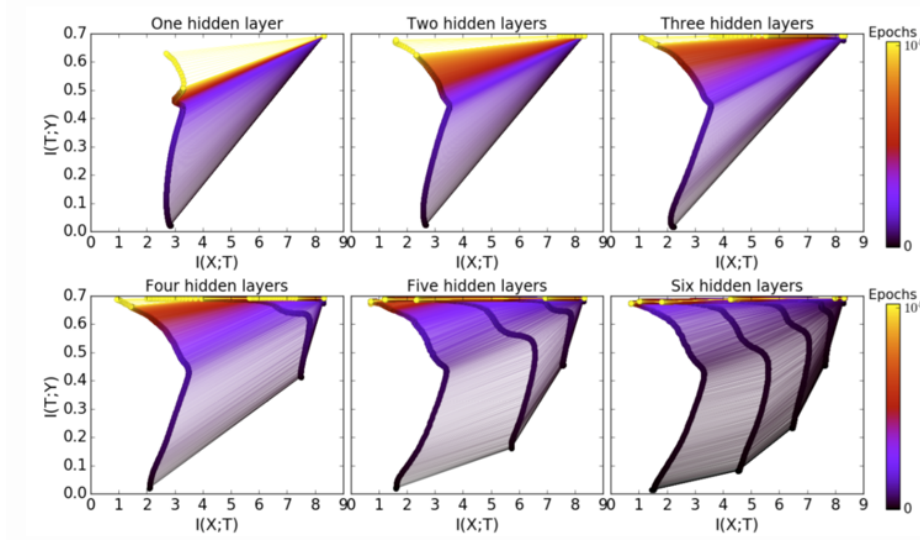 One hidden layer
Two hidden layers
Three hidden layers
Epochs
0.7
0.6
0.5
0.4
0.3
0.2
0.1
0.0
I(T;Y)
0 1 2 3 4 5 6 7 8 9
0 1 2 3 4 5 6 7 8 9
0 1 2 3 4 5 6 7 8 9
I(X;T)
I(X;T)
I(X;T)
0
Four hidden layers
Five hidden layers
Six hidden layers
Epochs
0.7
0.6
0.5
0.4
0.3
0.2
0.1
0.0
I(T;Y)
0 1 2 3 4 5 6 7 8 9
0 1 2 3 4 5 6 7 8 9
0 1 2 3 4 5 6 7 8 9
I(X;T)
I(X;T)
I(X;T)
0